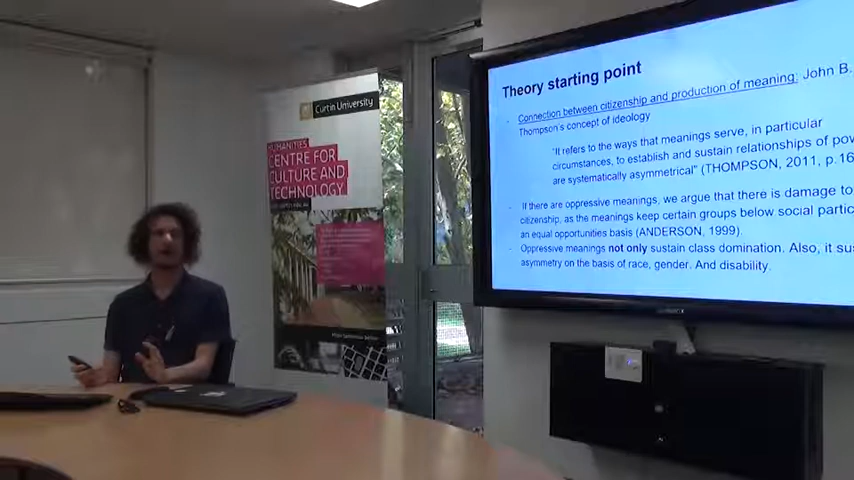 Curtin University
HUMANITIES
CENTRE FOR
CULTURE AND
TECHNOLOGY
Theory starting point
- Connection between citizenship and production of meaning: John B.
Thompson's concept of ideology
"It refers to the ways that meanings serve, in particular
circumstances, to establish and sustain relationships of pow
are systematically asymmetrical" (THOMPSON, 2011, p.16
- If there are oppressive meanings, we argue that there is damage to
citizenship, as the meanings keep certain groups below social partic
an equal opportunities basis (ANDERSON, 1999).
- Oppressive meanings not only sustain class domination. Also, it sus
asymmetry on the basis of race, gender. And disability.